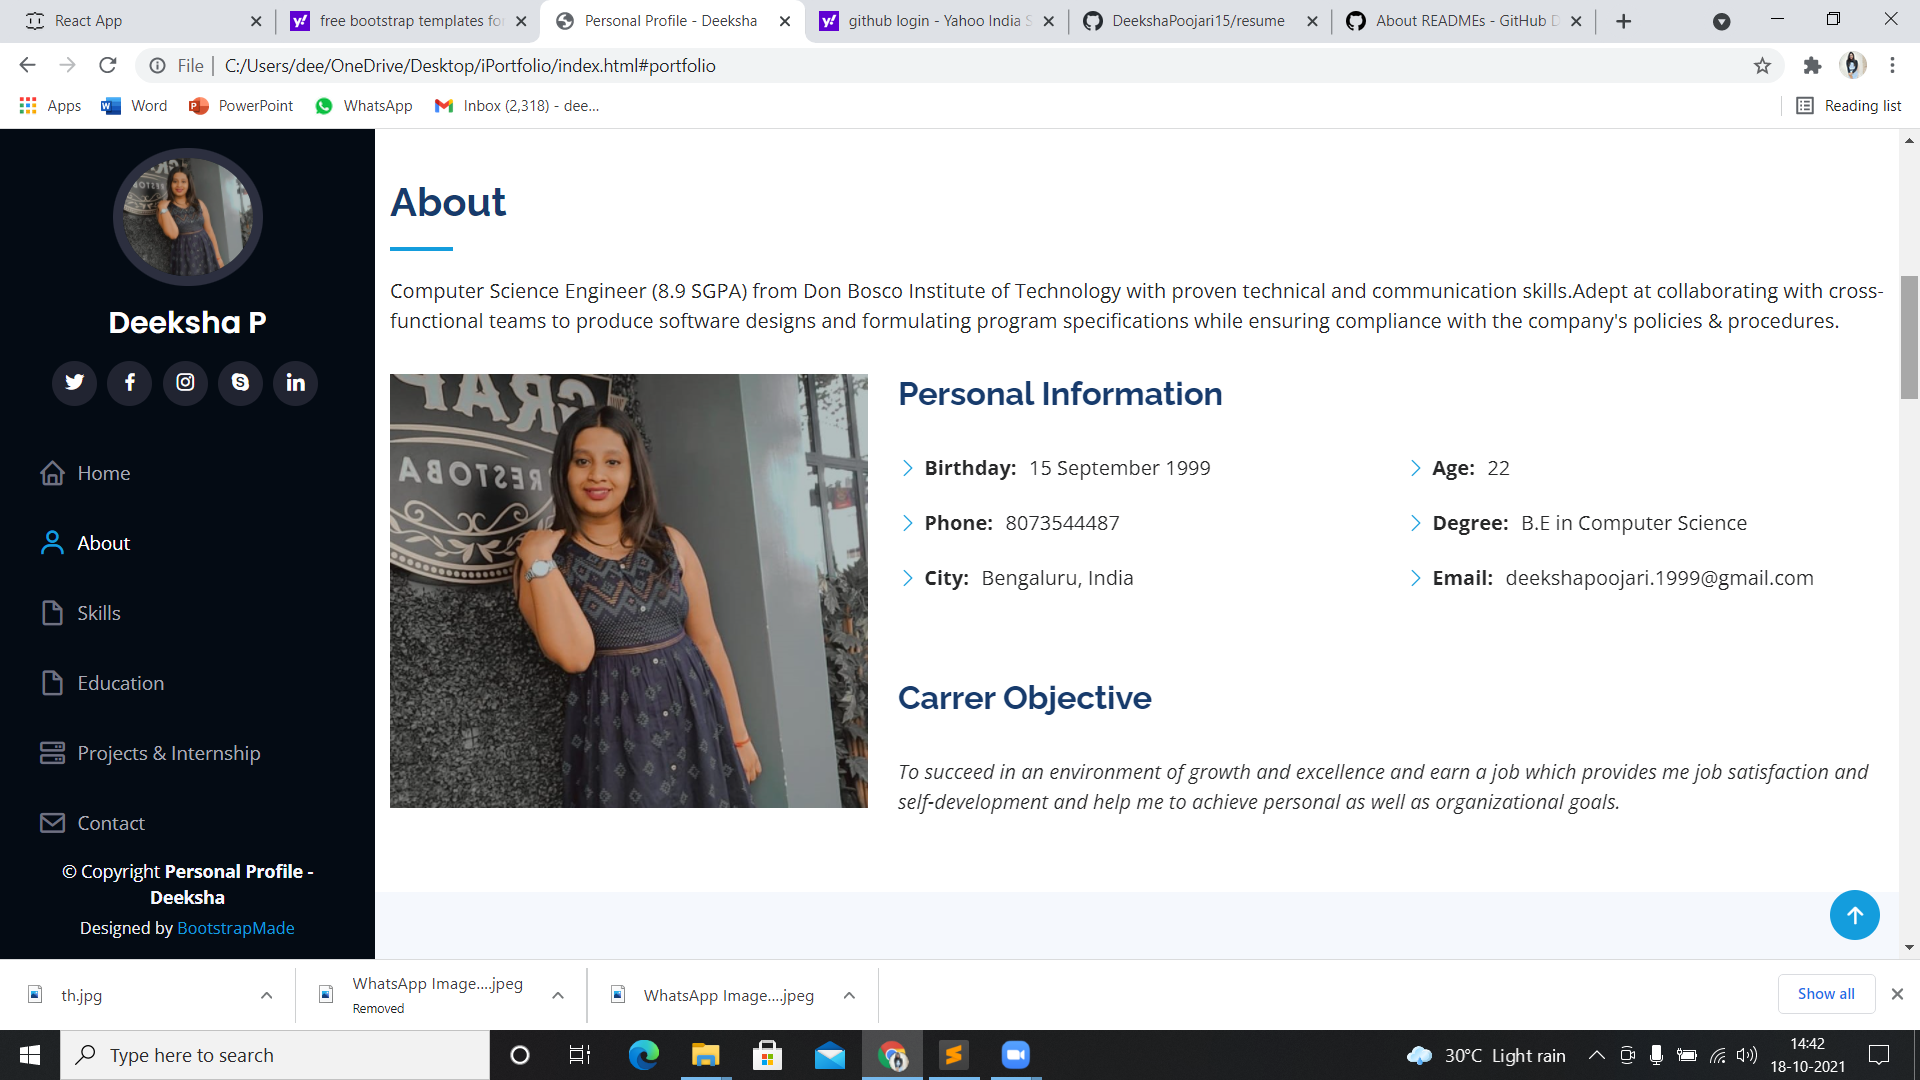 React App
free bootstrap templates fo
Personal Profile - Deeksha
github login - Yahoo India S
DeekshaPoojari15/resume
About READMEs - GitHub D
File | C:/Users/dee/OneDrive/Desktop/iPortfolio/index.html#portfolio
Apps
Word
PowerPoint
WhatsApp
Inbox (2,318) - dee...
Reading list
Deeksha P
Home
About
Skills
Education
Projects & Internship
Contact
© Copyright Personal Profile -
Deeksha
Designed by BootstrapMade
About
Computer Science Engineer (8.9 SGPA) from Don Bosco Institute of Technology with proven technical and communication skills.Adept at collaborating with cross-
functional teams to produce software designs and formulating program specifications while ensuring compliance with the company's policies & procedures.
GRAP
RESTOBA
Personal Information
Birthday: 15 September 1999
Age: 22
Phone: 8073544487
Degree: B.E in Computer Science
City: Bengaluru, India
Email: deekshapoojari.1999@gmail.com
Carrer Objective
To succeed in an environment of growth and excellence and earn a job which provides me job satisfaction and
self-development and help me to achieve personal as well as organizational goals.
th.jpg
WhatsApp Image....jpeg
Removed
WhatsApp Image....jpeg
Show all
Type here to search
30°C Light rain
14:42
18-10-2021